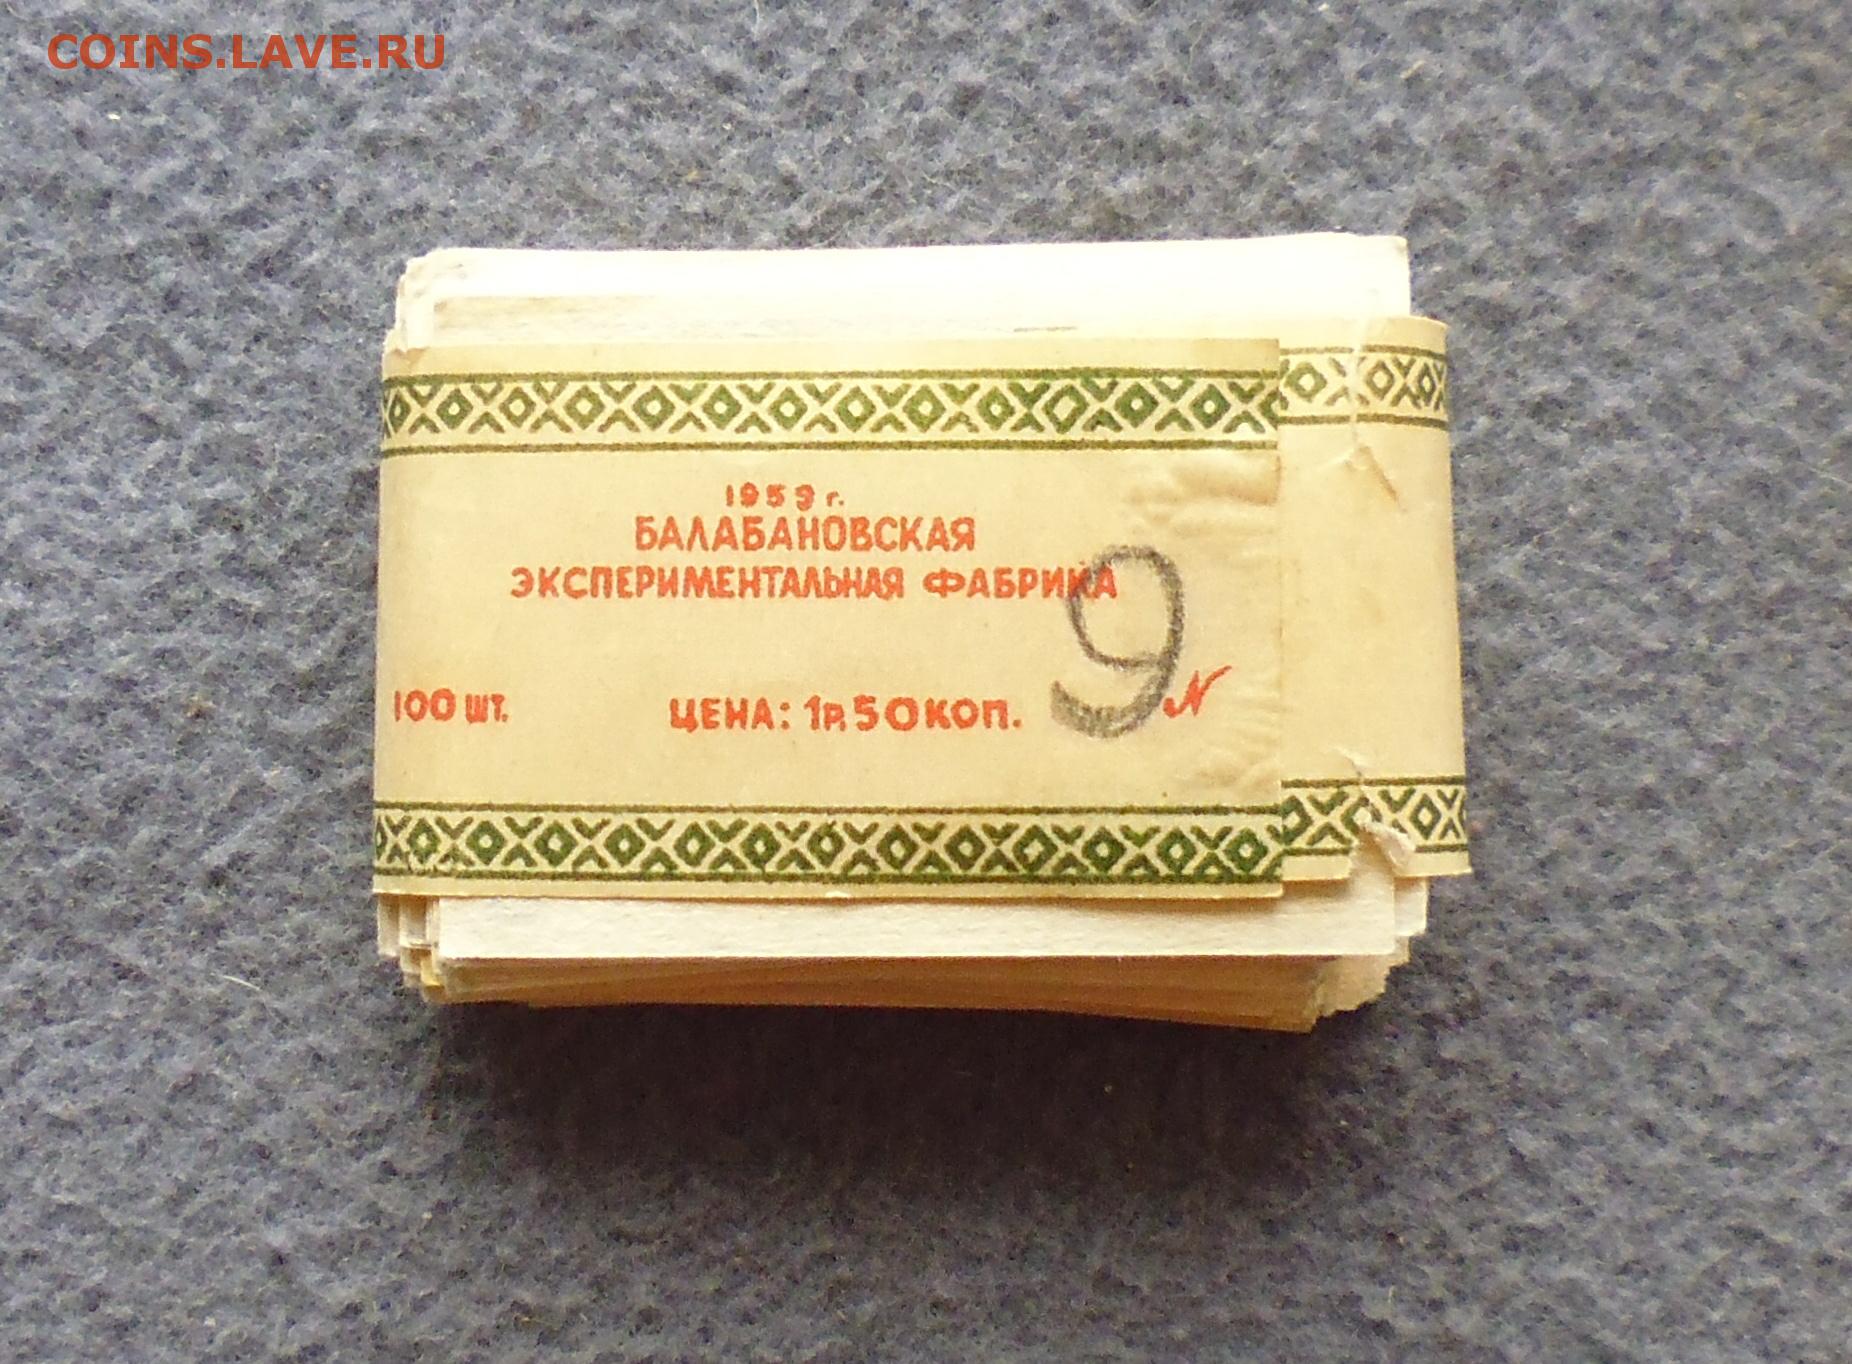 COINS.LAVE.RU
1959 г.
БАЛАБАНОВСКАЯ
ЭКСПЕРИМЕНТАЛЬНАЯ ФАБРИКА
100 ШТ. ЦЕНА: 1Р. 50 КОП. N 9